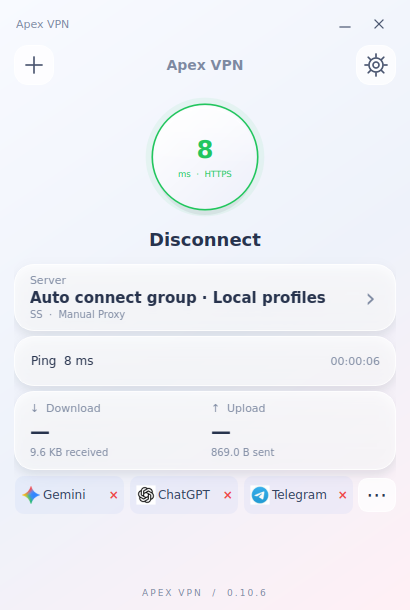 Apex VPN
Apex VPN
8
ms · HTTPS
Disconnect
Server
Auto connect group · Local profiles
SS · Manual Proxy
Ping 8 ms
00:00:06
↓ Download
↑ Upload
—
—
9.6 KB received
869.0 B sent
Gemini ×
ChatGPT ×
Telegram ×
···
APEX VPN / 0.10.6